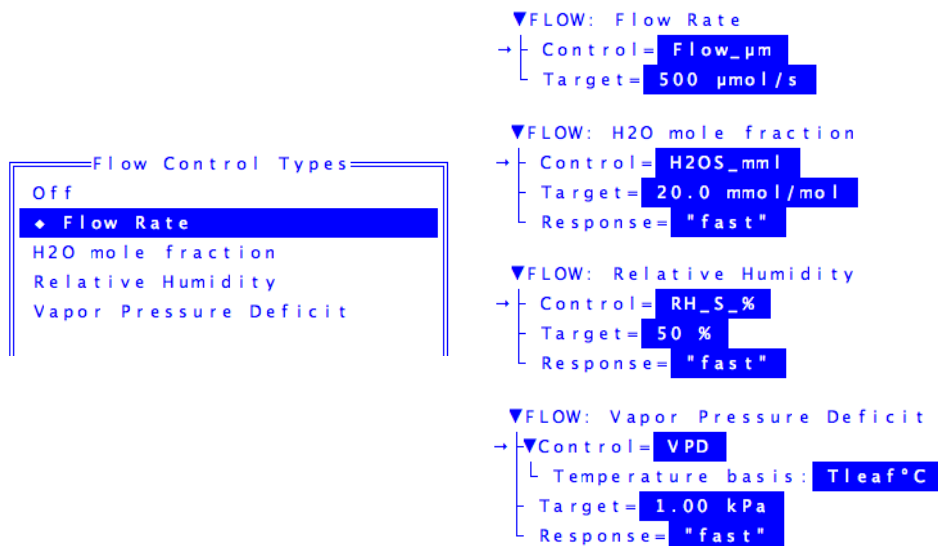 Flow Control Types
Off
◆ Flow Rate
H2O mole fraction
Relative Humidity
Vapor Pressure Deficit
▼FLOW: Flow Rate
→ Control= Flow_µm
Target= 500 µmol/s
▼FLOW: H2O mole fraction
→ Control= H2OS_mml
Target= 20.0 mmol/mol
Response= "fast"
▼FLOW: Relative Humidity
→ Control= RH_S_%
Target= 50 %
Response= "fast"
▼FLOW: Vapor Pressure Deficit
→ ▼Control= VPD
Temperature basis: Tleaf°C
Target= 1.00 kPa
Response= "fast"